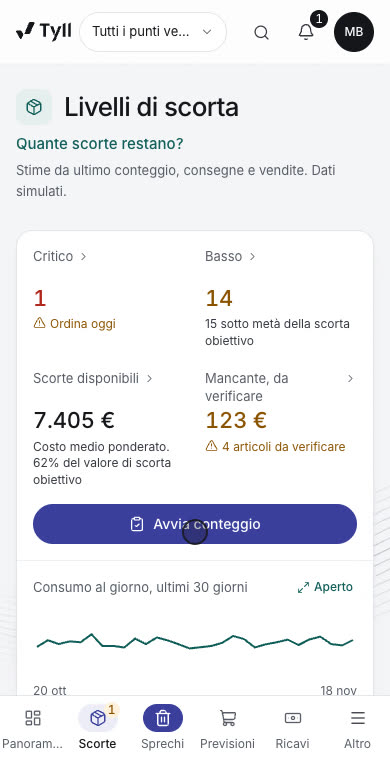 Tyll
Tutti i punti ve...
1
MB
Livelli di scorta
Quante scorte restano?
Stime da ultimo conteggio, consegne e vendite. Dati
simulati.
Critico
Basso
1
14
Ordina oggi
15 sotto metà della scorta
obiettivo
Scorte disponibili
Mancante, da
verificare
7.405 €
123 €
Costo medio ponderato.
62% del valore di scorta
obiettivo
4 articoli da verificare
Avvia conteggio
Consumo al giorno, ultimi 30 giorni
Aperto
20 ott
18 nov
1
Panoram...
Scorte
Sprechi
Previsioni
Ricavi
Altro